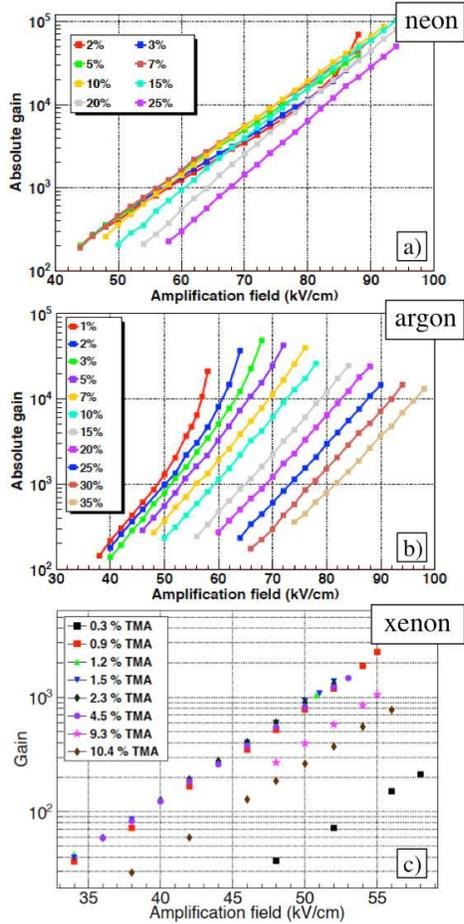 neon
10^5
2% 3%
5% 7%
10% 15%
20% 25%
10^4
Absolute gain
10^3
a)
10^2
40 50 60 70 80 90 100
Amplification field (kV/cm)
argon
10^5
1%
2%
3%
5%
7%
10%
15%
20%
25%
30%
35%
10^4
Absolute gain
10^3
b)
10^2
30 40 50 60 70 80 90 100
Amplification field (kV/cm)
xenon
0.3 % TMA
0.9 % TMA
1.2 % TMA
1.5 % TMA
2.3 % TMA
4.5 % TMA
9.3 % TMA
10.4 % TMA
10^3
Gain
10^2
c)
35 40 45 50 55
Amplification field (kV/cm)